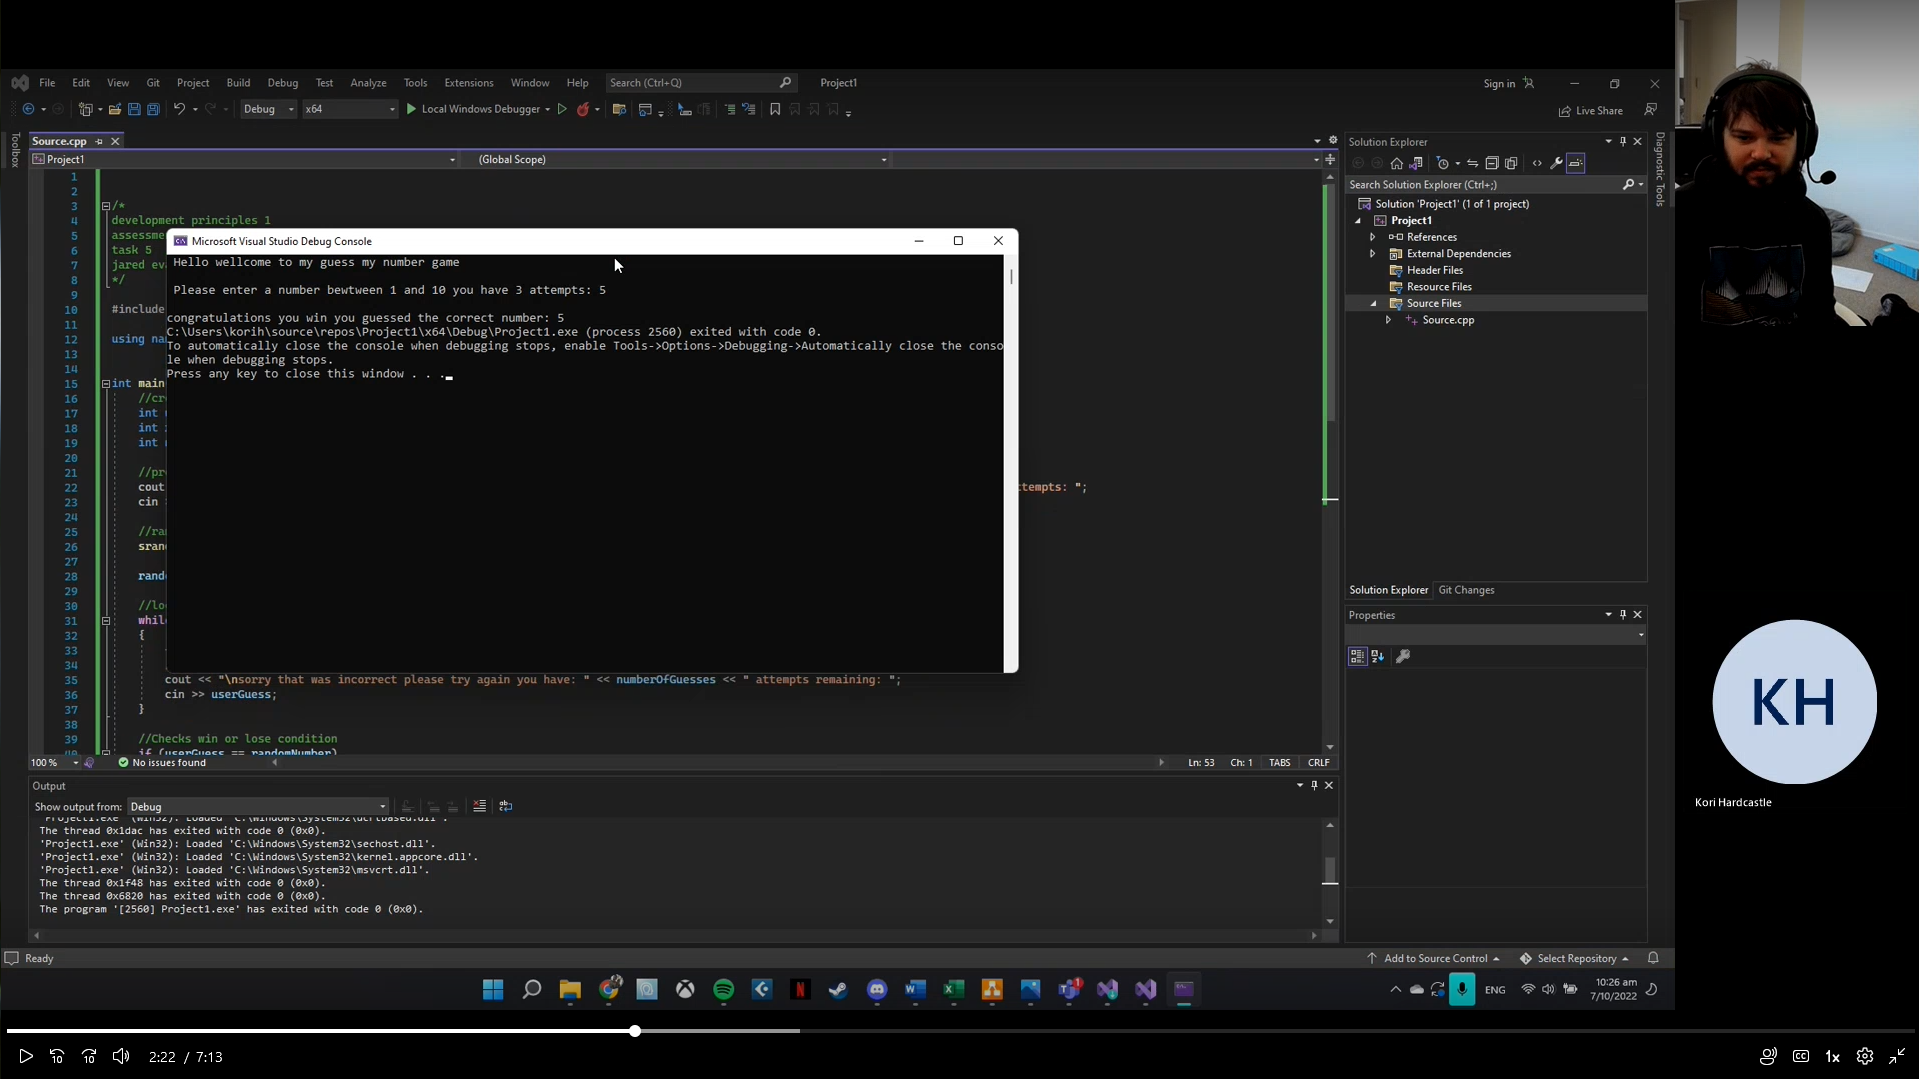 File Edit View Git Project Build Debug Test Analyze Tools Extensions Window Help Search (Ctrl+Q) Project1 Sign in
Debug x64 Local Windows Debugger Live Share
Toolbox
Source.cpp
Project1 (Global Scope)
1
2
3 /*
4 development principles 1
5 assessme
6 task 5
7 jared eva
8 */
9
10 #include
11
12 using na
13
14
15 int main
16 //cr
17 int
18 int
19 int
20
21 //pr
22 cout ttempts: ";
23 cin
24
25 //ra
26 sran
27
28 rand
29
30 //lo
31 whil
32 {
33
34
35 cout << "\nsorry that was incorrect please try again you have: " << numberOfGuesses << " attempts remaining: ";
36 cin >> userGuess;
37 }
38
39 //Checks win or lose condition
40 if (userGuess == randomNumber)
Microsoft Visual Studio Debug Console
Hello wellcome to my guess my number game
Please enter a number bewtween 1 and 10 you have 3 attempts: 5
congratulations you win you guessed the correct number: 5
C:\Users\korih\source\repos\Project1\x64\Debug\Project1.exe (process 2560) exited with code 0.
To automatically close the console when debugging stops, enable Tools->Options->Debugging->Automatically close the conso
le when debugging stops.
Press any key to close this window . . .
100 % No issues found Ln: 53 Ch: 1 TABS CRLF
Output
Show output from: Debug
'Project1.exe' (Win32): Loaded 'C:\Windows\System32\ucrtbased.dll'.
The thread 0x1dac has exited with code 0 (0x0).
'Project1.exe' (Win32): Loaded 'C:\Windows\System32\sechost.dll'.
'Project1.exe' (Win32): Loaded 'C:\Windows\System32\kernel.appcore.dll'.
'Project1.exe' (Win32): Loaded 'C:\Windows\System32\msvcrt.dll'.
The thread 0x1f48 has exited with code 0 (0x0).
The thread 0x6820 has exited with code 0 (0x0).
The program '[2560] Project1.exe' has exited with code 0 (0x0).
Solution Explorer
Search Solution Explorer (Ctrl+;)
Solution 'Project1' (1 of 1 project)
Project1
References
External Dependencies
Header Files
Resource Files
Source Files
Source.cpp
Solution Explorer Git Changes
Properties
Diagnostic Tools
Ready Add to Source Control Select Repository
ENG 10:26 am
7/10/2022
KH
Kori Hardcastle
2:22 / 7:13 CC 1x